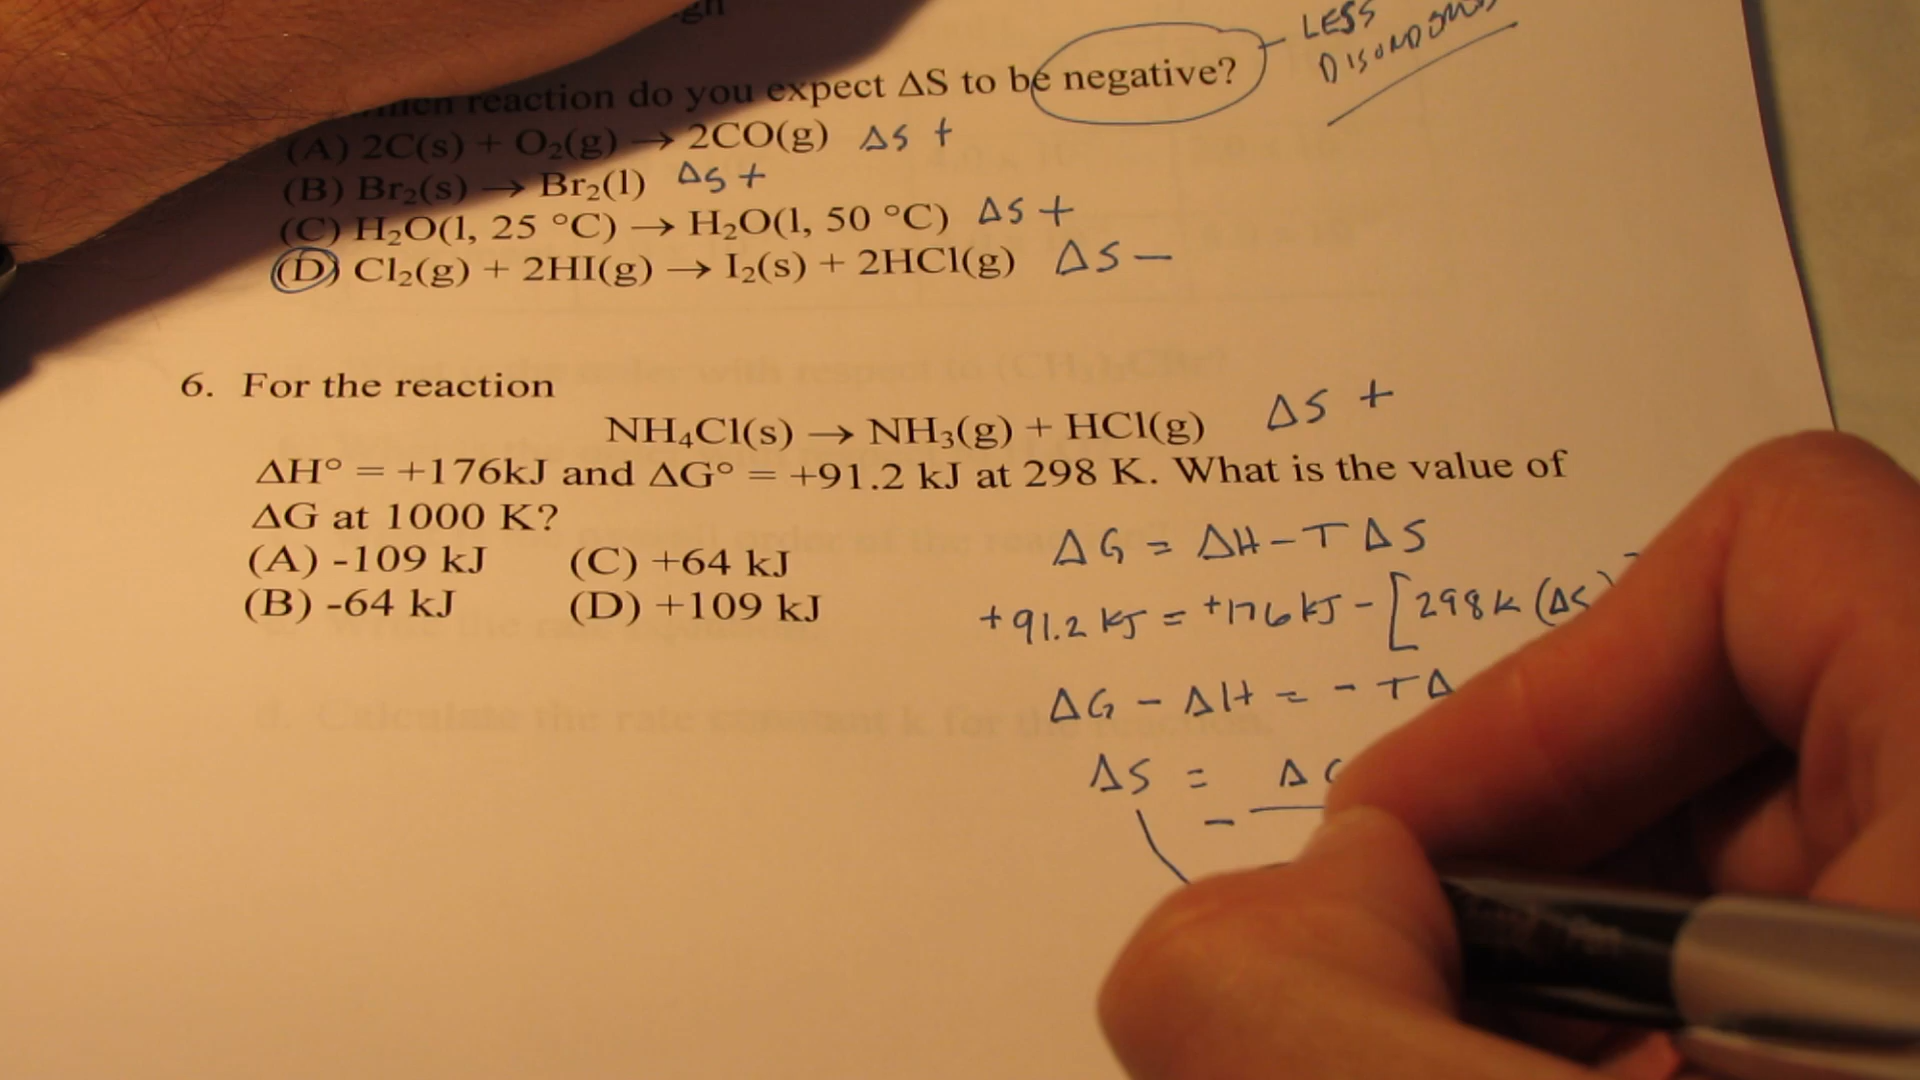 LESS
reaction do you expect ΔS to be negative?
(A) 2C(s) + O₂(g) → 2CO(g) ΔS +
(B) Br₂(s) → Br₂(l) ΔS +
(C) H₂O(l, 25 °C) → H₂O(l, 50 °C) ΔS +
(D) Cl₂(g) + 2HI(g) → I₂(s) + 2HCl(g) ΔS −
6. For the reaction
NH₄Cl(s) → NH₃(g) + HCl(g) ΔS +
ΔH° = +176kJ and ΔG° = +91.2 kJ at 298 K. What is the value of
ΔG at 1000 K?
(A) -109 kJ (C) +64 kJ
(B) -64 kJ (D) +109 kJ
ΔG = ΔH − T ΔS
+91.2 kJ = +176 kJ − [298 K (ΔS)
ΔG − ΔH = − T Δ
ΔS = Δ
−